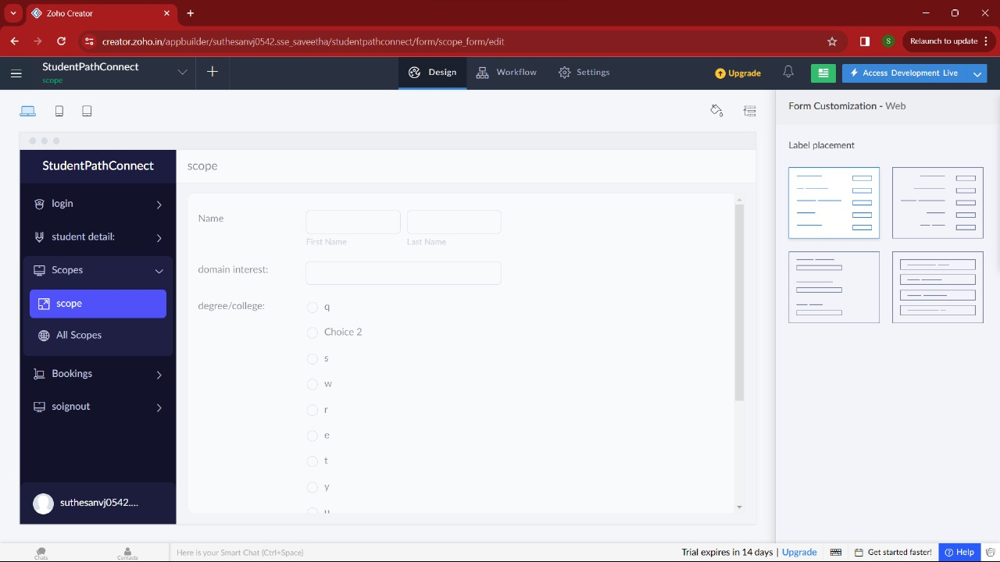 Zoho Creator
creator.zoho.in/appbuilder/suthesanvj0542.sse_saveetha/studentpathconnect/form/scope_form/edit
S
Relaunch to update
StudentPathConnect
scope
Design
Workflow
Settings
Upgrade
Access Development Live
Form Customization - Web
Label placement
StudentPathConnect
scope
login
student detail:
Scopes
scope
All Scopes
Bookings
soignout
suthesanvj0542....
Name
First Name
Last Name
domain interest:
degree/college:
q
Choice 2
s
w
r
e
t
y
Chats
Contacts
Here is your Smart Chat (Ctrl+Space)
Trial expires in 14 days | Upgrade
Get started faster!
Help